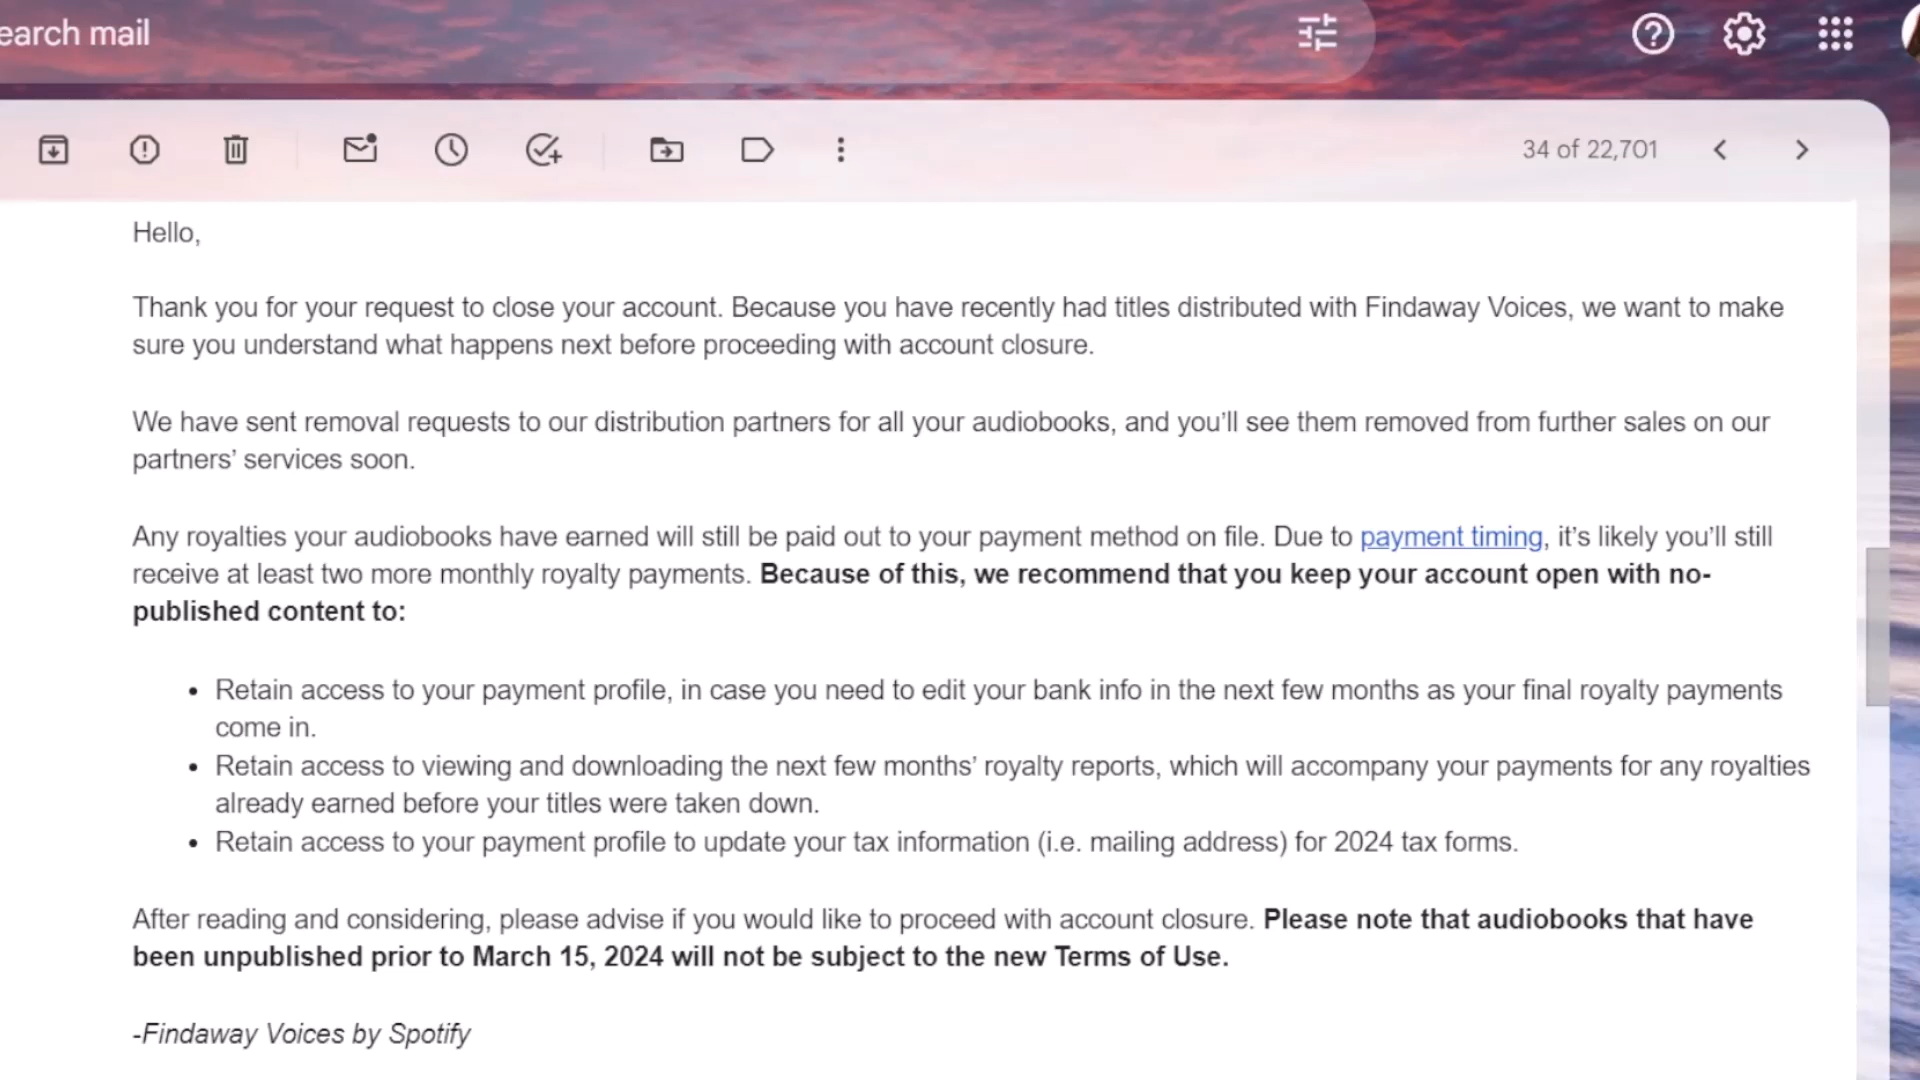 earch mail
34 of 22,701
Hello,
Thank you for your request to close your account. Because you have recently had titles distributed with Findaway Voices, we want to make
sure you understand what happens next before proceeding with account closure.
We have sent removal requests to our distribution partners for all your audiobooks, and you’ll see them removed from further sales on our
partners’ services soon.
Any royalties your audiobooks have earned will still be paid out to your payment method on file. Due to payment timing, it’s likely you’ll still
receive at least two more monthly royalty payments. Because of this, we recommend that you keep your account open with no-
published content to:
• Retain access to your payment profile, in case you need to edit your bank info in the next few months as your final royalty payments
come in.
• Retain access to viewing and downloading the next few months’ royalty reports, which will accompany your payments for any royalties
already earned before your titles were taken down.
• Retain access to your payment profile to update your tax information (i.e. mailing address) for 2024 tax forms.
After reading and considering, please advise if you would like to proceed with account closure. Please note that audiobooks that have
been unpublished prior to March 15, 2024 will not be subject to the new Terms of Use.
-Findaway Voices by Spotify